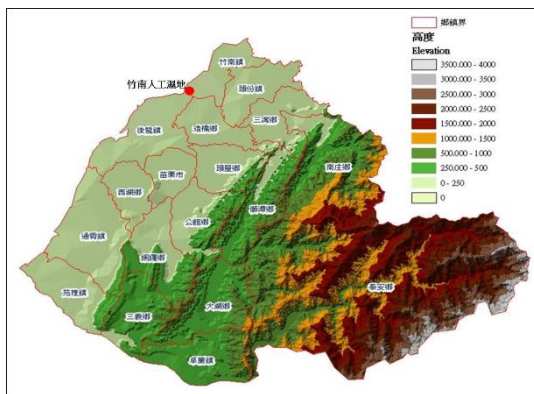 鄉鎮界
高度
Elevation
3500.000 - 4000
3000.000 - 3500
2500.000 - 3000
2000.000 - 2500
1500.000 - 2000
1000.000 - 1500
500.000 - 1000
250.000 - 500
0 - 250
0
竹南鎮
竹南人工濕地
頭份鎮
後龍鎮
造橋鄉
三灣鄉
苗栗市
頭屋鄉
南庄鄉
西湖鄉
獅潭鄉
公館鄉
通霄鎮
銅鑼鄉
泰安鄉
苑裡鎮
三義鄉
大湖鄉
卓蘭鎮